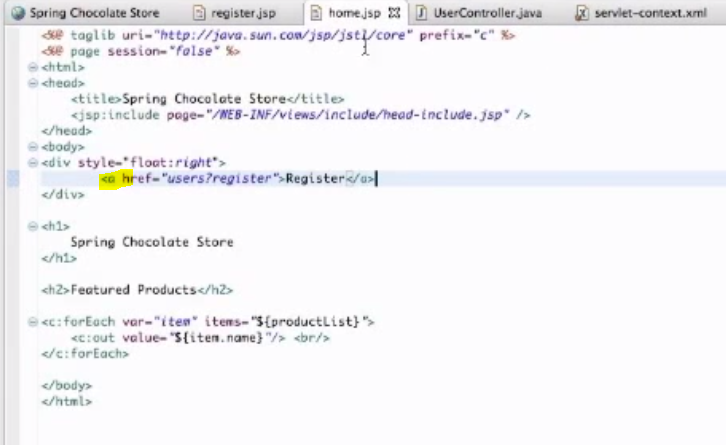 Spring Chocolate Store register.jsp home.jsp UserController.java servlet-context.xml
<%@ taglib uri="http://java.sun.com/jsp/jstl/core" prefix="c" %>
<%@ page session="false" %>
<html>
<head>
<title>Spring Chocolate Store</title>
<jsp:include page="/WEB-INF/views/include/head-include.jsp" />
</head>
<body>
<div style="float:right">
<a href="users?register">Register</a>
</div>
<h1>
Spring Chocolate Store
</h1>
<h2>Featured Products</h2>
<c:forEach var="item" items="${productList}">
<c:out value="${item.name}"/> <br/>
</c:forEach>
</body>
</html>